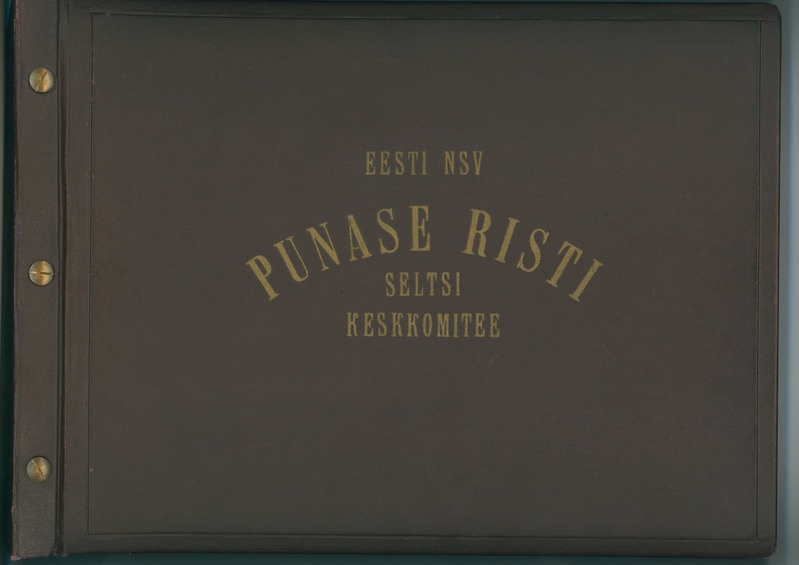 EESTI NSV
PUNASE RISTI
SELTSI
KESKKOMITEE